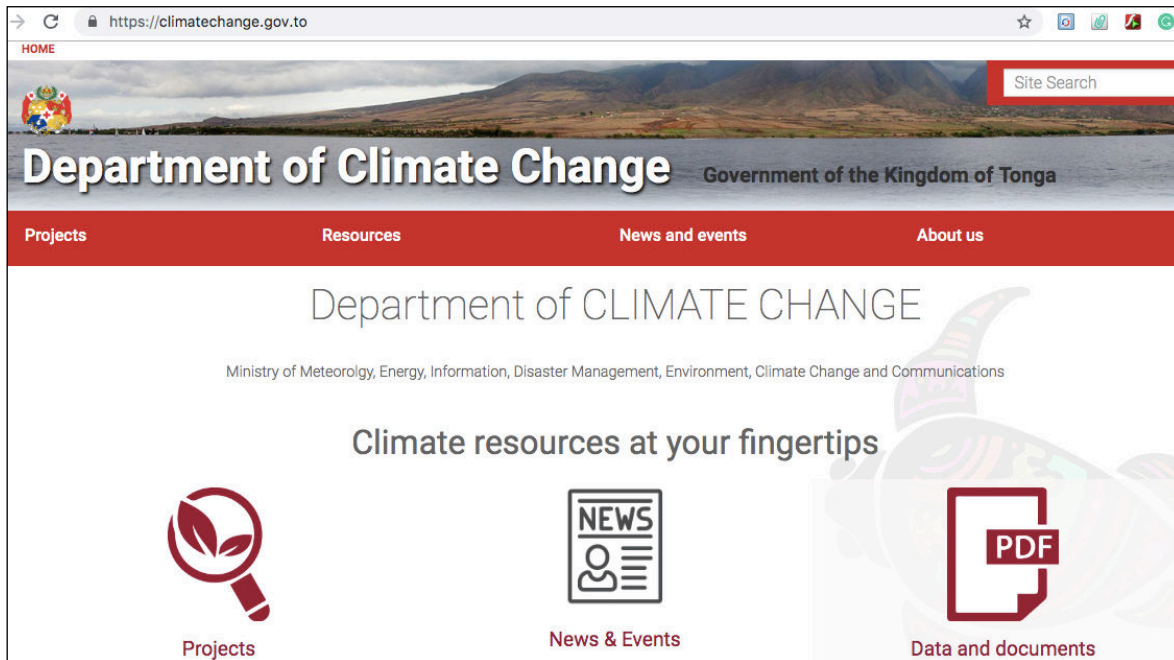 https://climatechange.gov.to
HOME
Site Search
Department of Climate Change Government of the Kingdom of Tonga
Projects Resources News and events About us
Department of CLIMATE CHANGE
Ministry of Meteorolgy, Energy, Information, Disaster Management, Environment, Climate Change and Communications
Climate resources at your fingertips
NEWS
PDF
Projects News & Events Data and documents